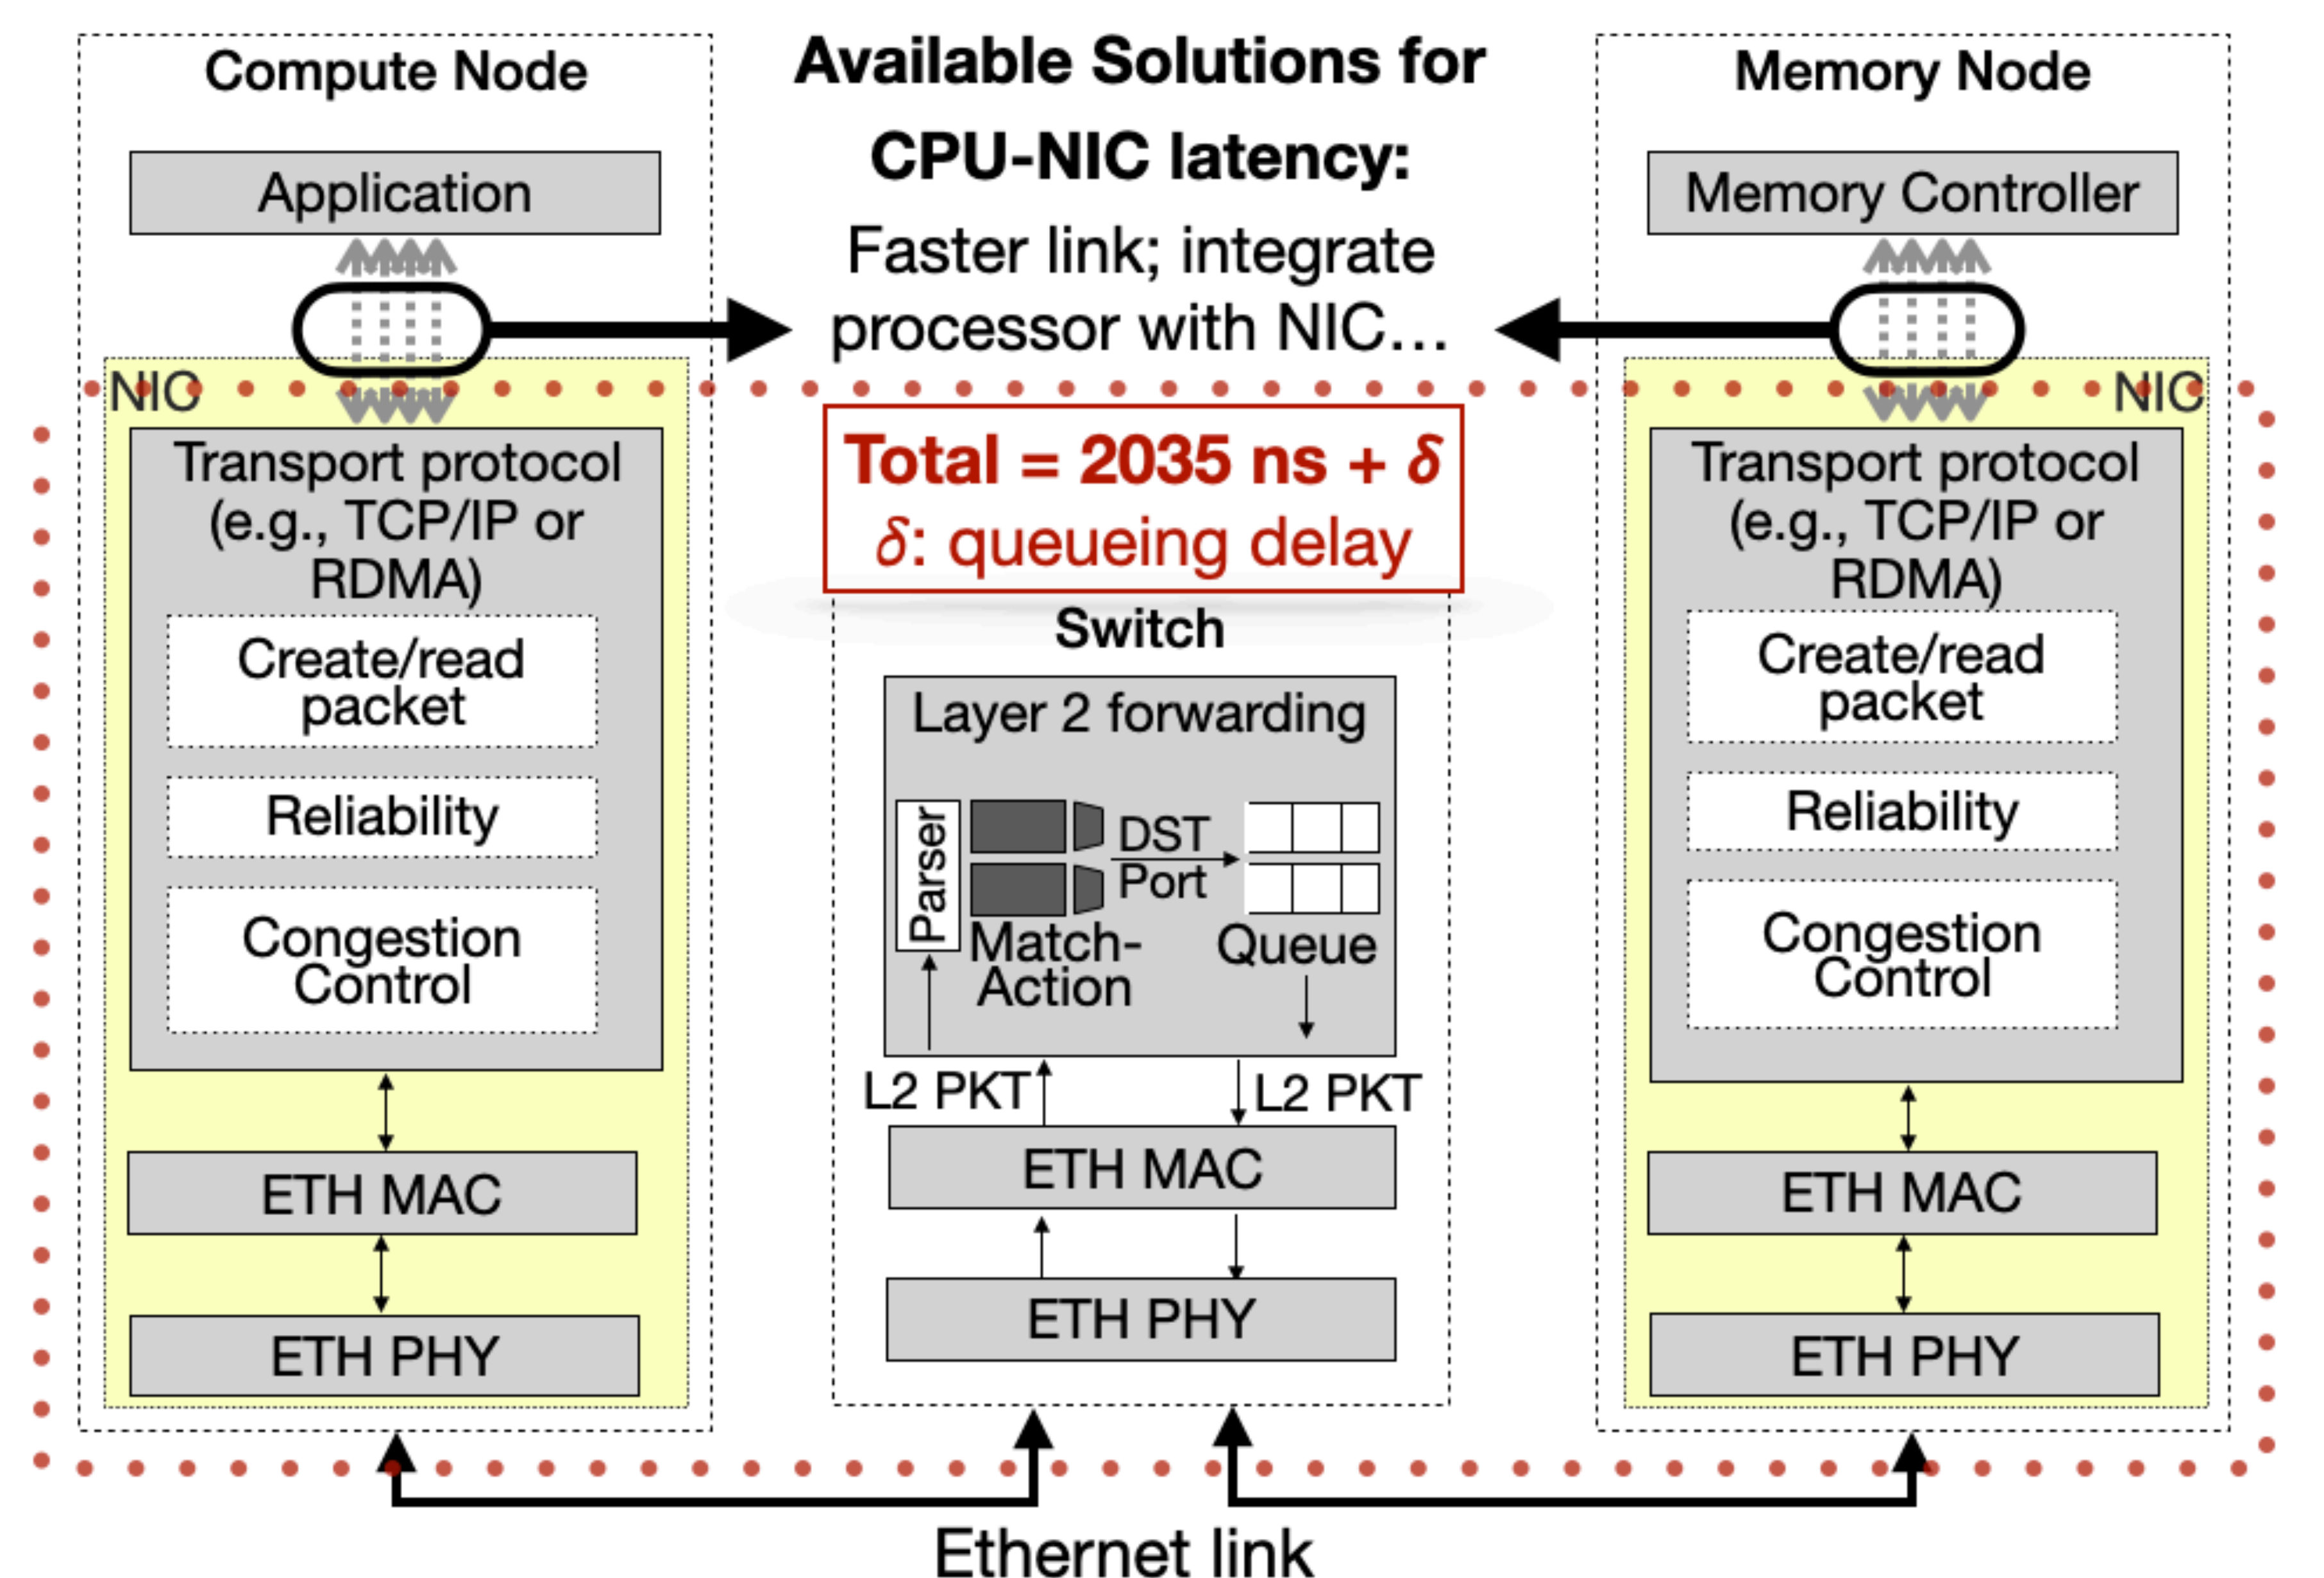 Compute Node
Application
NIC
Transport protocol
(e.g., TCP/IP or
RDMA)
Create/read
packet
Reliability
Congestion
Control
ETH MAC
ETH PHY
Available Solutions for
CPU-NIC latency:
Faster link; integrate
processor with NIC...
Total = 2035 ns + δ
δ: queueing delay
Switch
Layer 2 forwarding
Parser
Match-
Action
DST
Port
Queue
L2 PKT
L2 PKT
ETH MAC
ETH PHY
Memory Node
Memory Controller
NIC
Transport protocol
(e.g., TCP/IP or
RDMA)
Create/read
packet
Reliability
Congestion
Control
ETH MAC
ETH PHY
Ethernet link